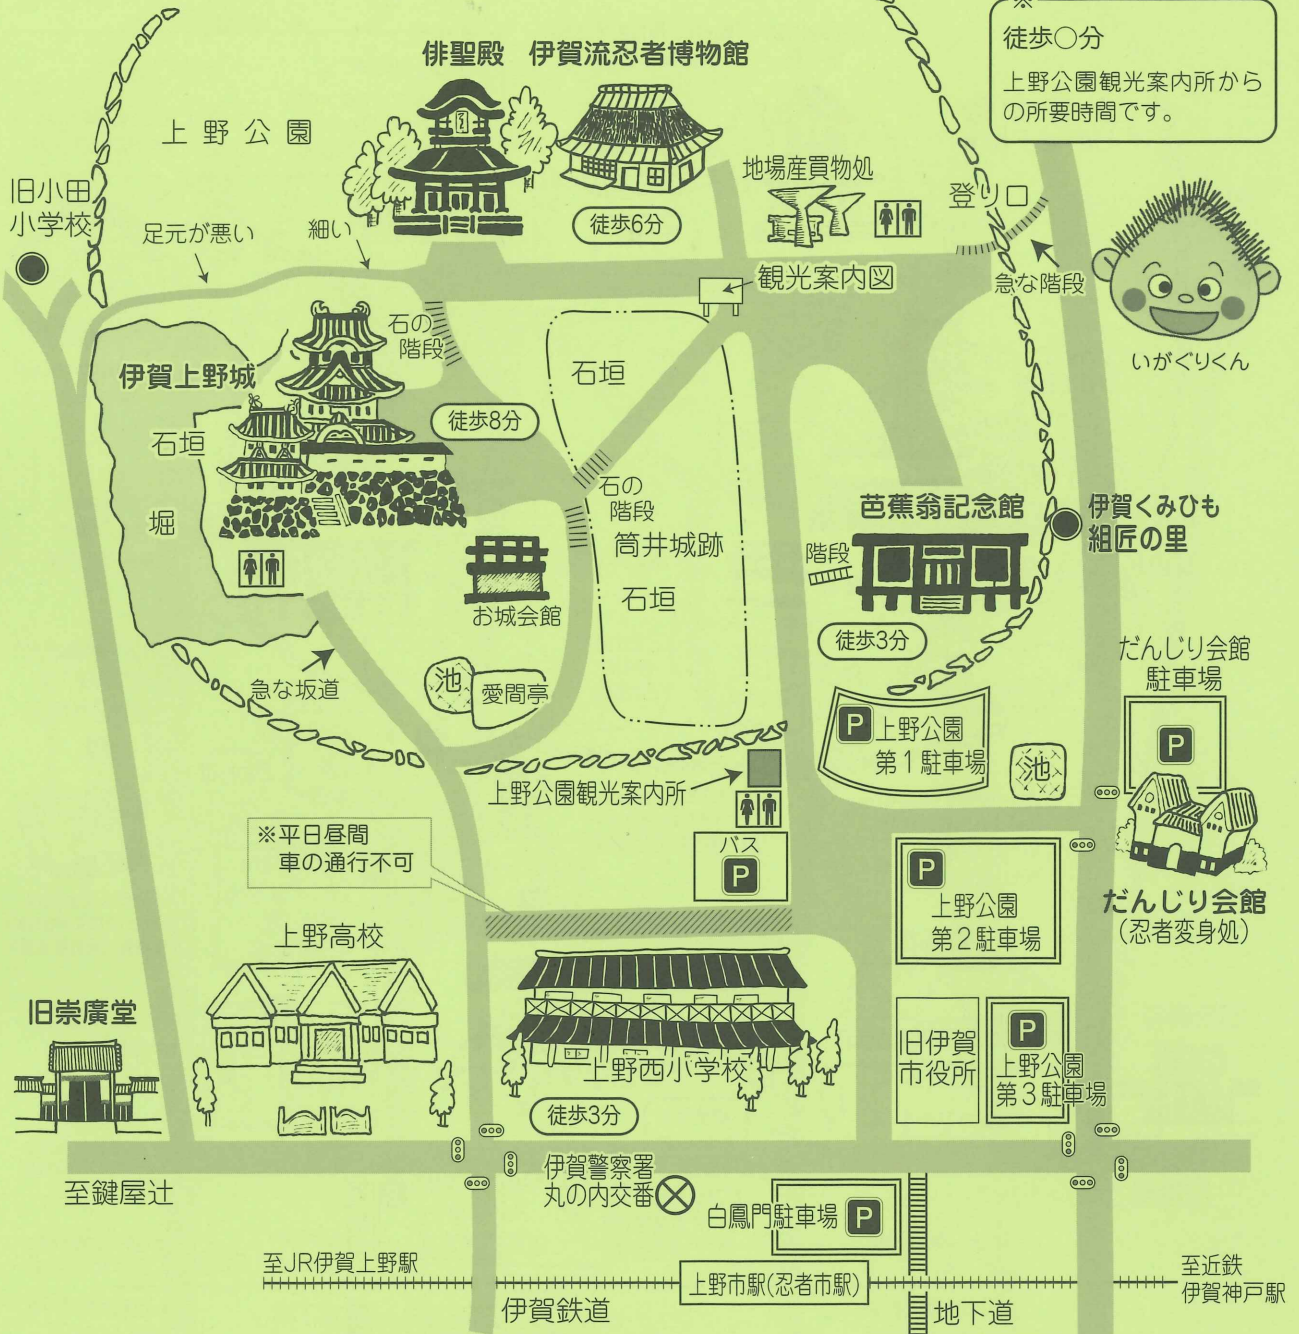 ※
徒歩○分
上野公園観光案内所から
の所要時間です。
俳聖殿
伊賀流忍者博物館
上野公園
旧小田
小学校
足元が悪い
細い
徒歩6分
地場産買物処
登り口
急な階段
観光案内図
いがぐりくん
石の
階段
伊賀上野城
石垣
徒歩8分
石垣
堀
石の
階段
筒井城跡
石垣
芭蕉翁記念館
階段
伊賀くみひも
組匠の里
お城会館
徒歩3分
急な坂道
池
愛間亭
だんじり会館
駐車場
P
P
上野公園
第1駐車場
池
上野公園観光案内所
※平日昼間
車の通行不可
バス
P
P
上野公園
第2駐車場
だんじり会館
(忍者変身処)
上野高校
旧崇廣堂
上野西小学校
徒歩3分
旧伊賀
市役所
P
上野公園
第3駐車場
至鍵屋辻
伊賀警察署
丸の内交番
白鳳門駐車場
P
至JR伊賀上野駅
上野市駅(忍者市駅)
至近鉄
伊賀神戸駅
伊賀鉄道
地下道